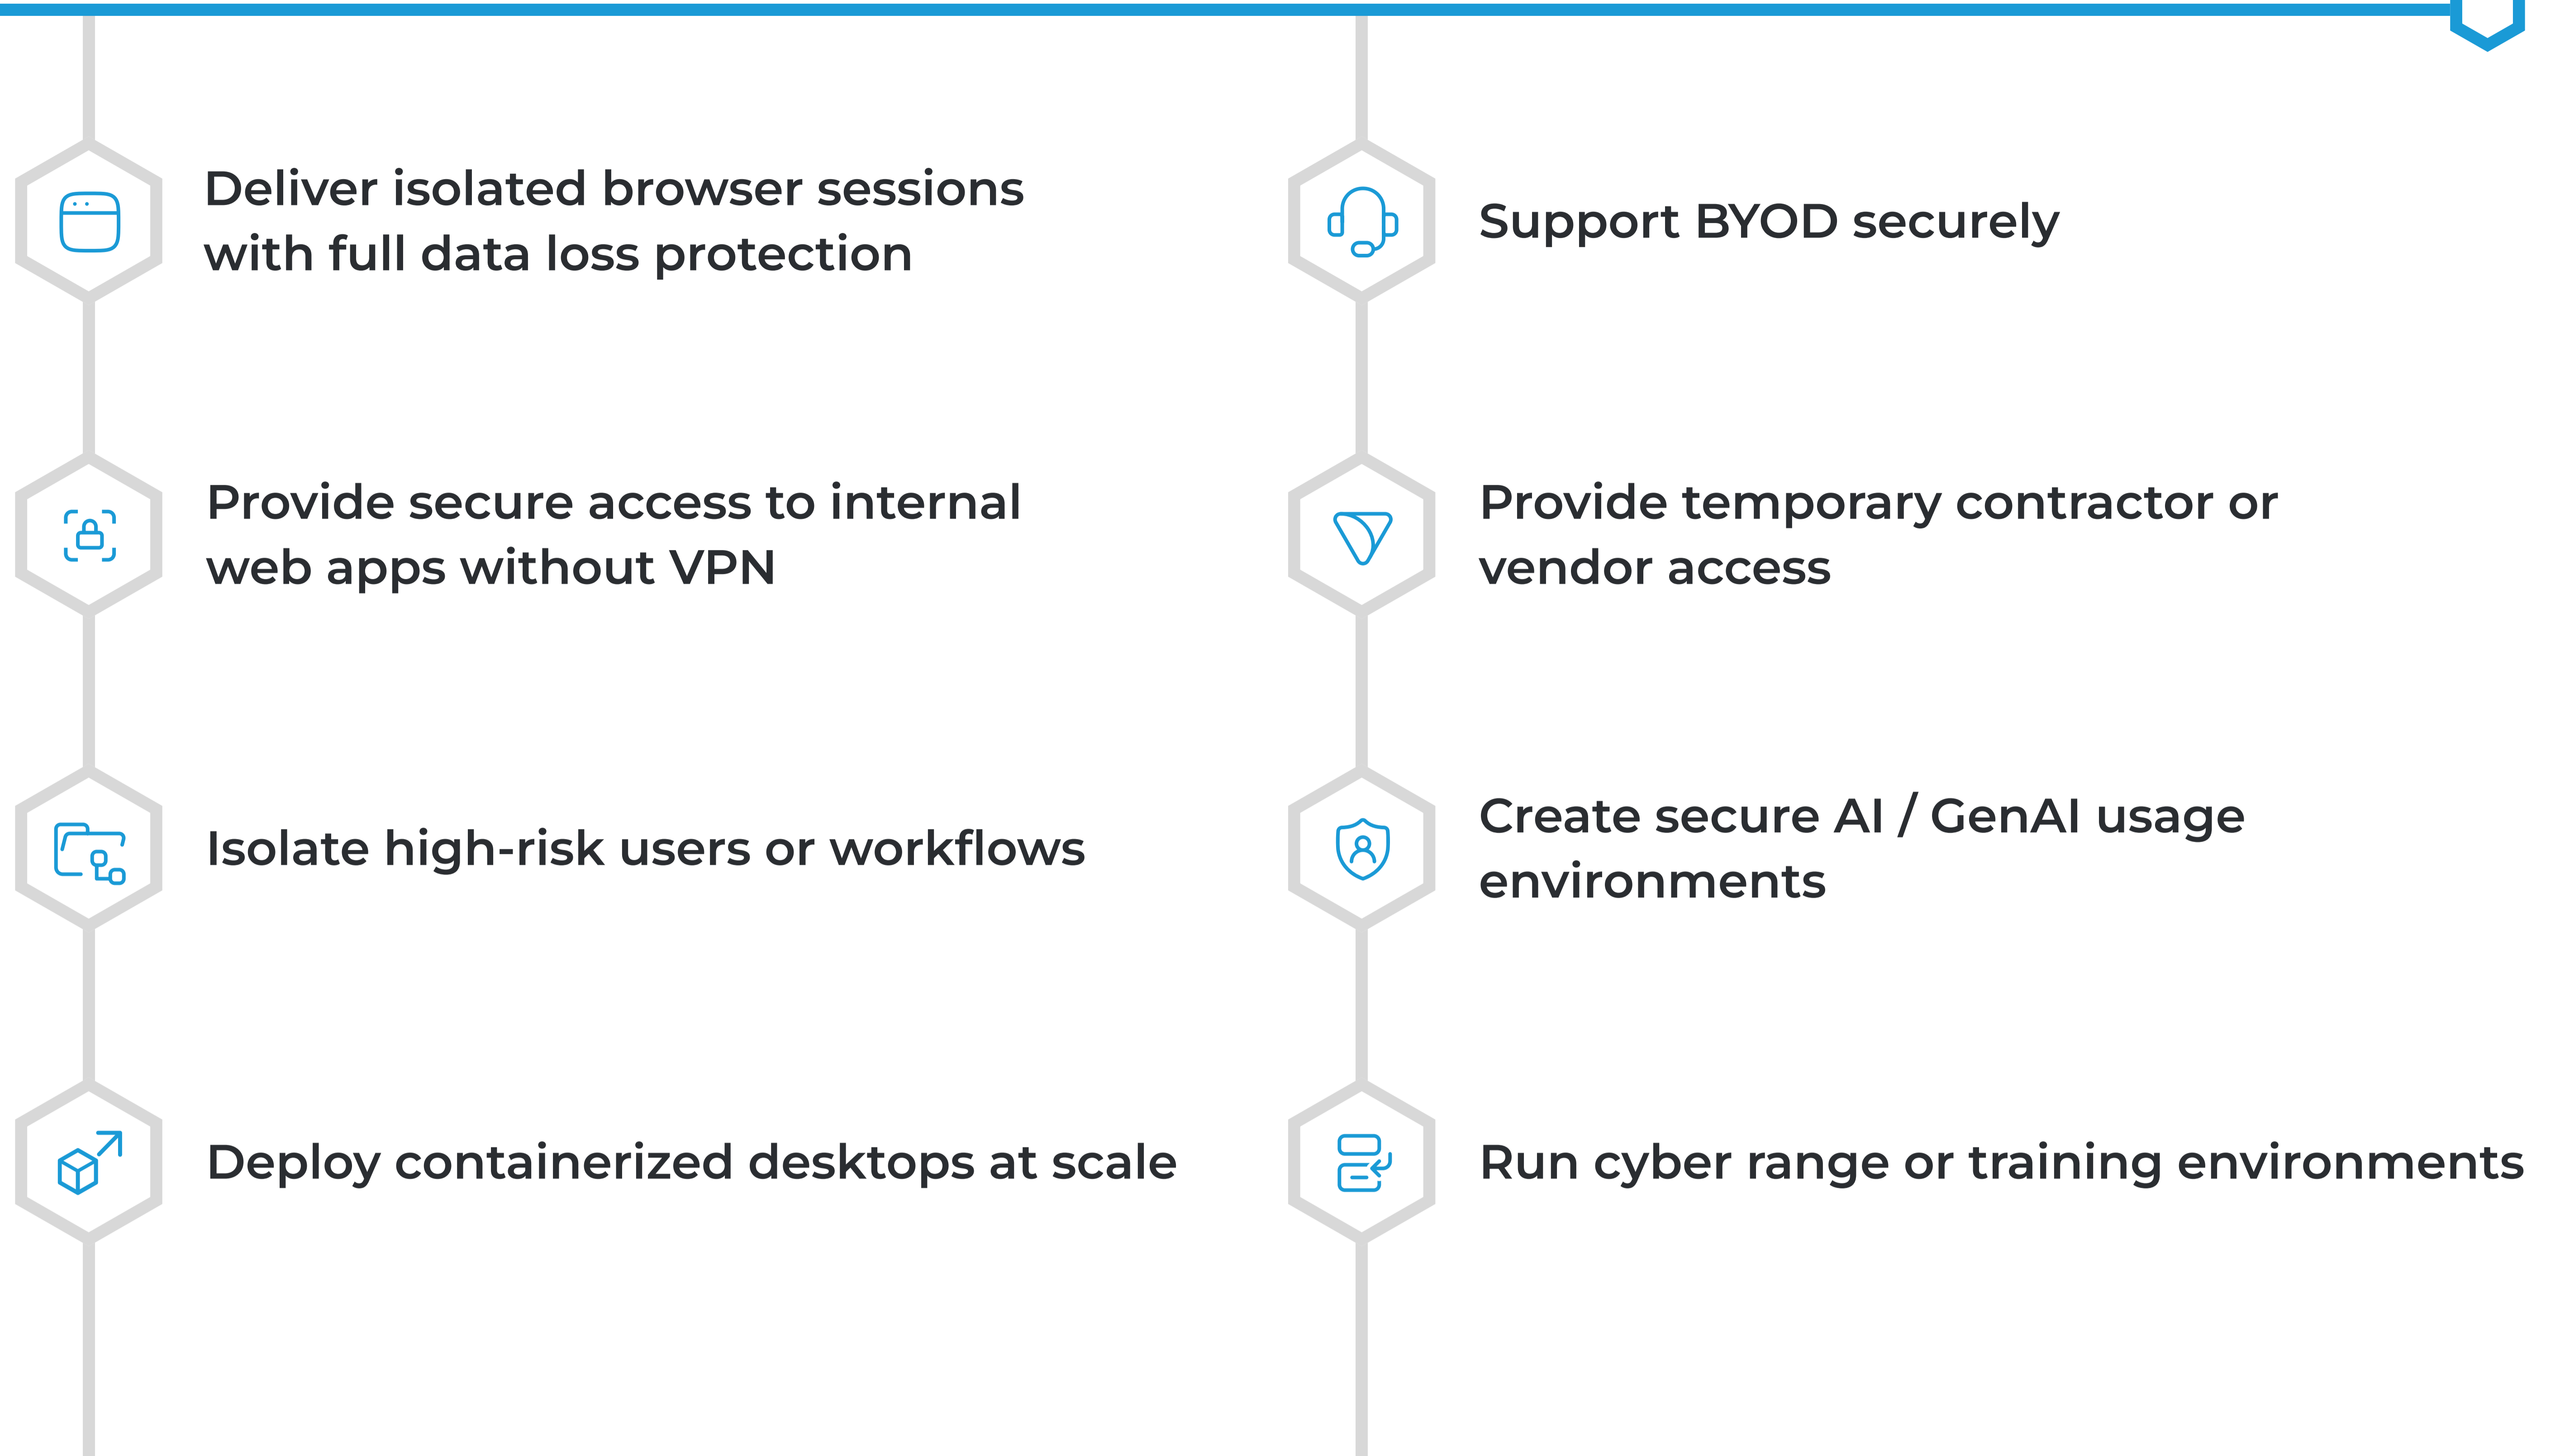 Deliver isolated browser sessions
with full data loss protection
Provide secure access to internal
web apps without VPN
Isolate high-risk users or workflows
Deploy containerized desktops at scale
Support BYOD securely
Provide temporary contractor or
vendor access
Create secure AI / GenAI usage
environments
Run cyber range or training environments